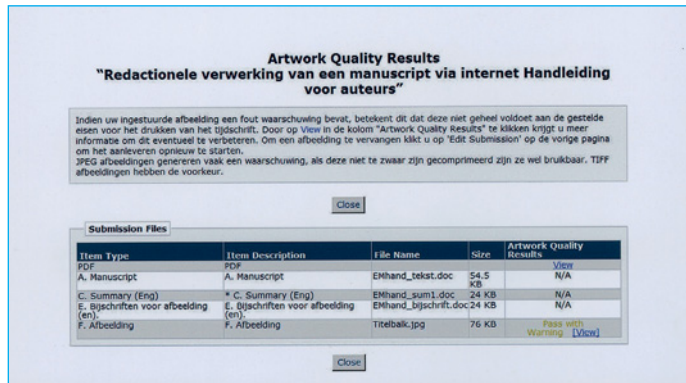 Artwork Quality Results
“Redactionele verwerking van een manuscript via internet Handleiding
voor auteurs”
Indien uw ingestuurde afbeelding een fout waarschuwing bevat, betekent dit dat deze niet geheel voldoet aan de gestelde
eisen voor het drukken van het tijdschrift. Door op View in de kolom "Artwork Quality Results" te klikken krijgt u meer
informatie om dit eventueel te verbeteren. Om een afbeelding te vervangen klikt u op 'Edit Submission' op de vorige pagina
om het aanleveren opnieuw te starten.
JPEG afbeeldingen genereren vaak een waarschuwing, als deze niet te zwaar zijn gecomprimeerd zijn ze wel bruikbaar. TIFF
afbeeldingen hebben de voorkeur.
Close
Submission Files
Item Type Item Description File Name Size Artwork Quality Results
PDF PDF View
A. Manuscript A. Manuscript EMhand_tekst.doc 54.5 KB N/A
C. Summary (Eng) * C. Summary (Eng) EMhand_sum1.doc 24 KB N/A
E. Bijschriften voor afbeelding (en). E. Bijschriften voor afbeelding (en). EMhand_bijschrift.doc 24 KB N/A
F. Afbeelding F. Afbeelding Titelbalk.jpg 76 KB Pass with Warning [View]
Close